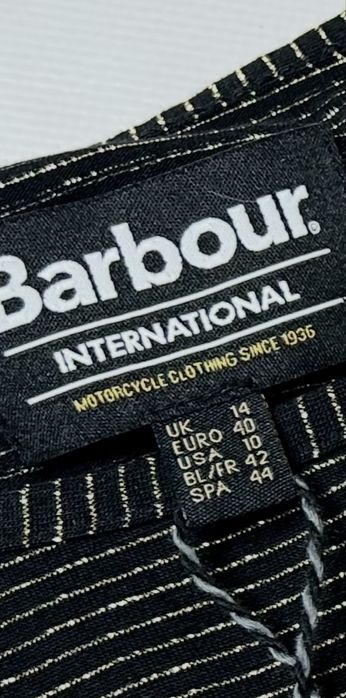 Barbour®
INTERNATIONAL
MOTORCYCLE CLOTHING SINCE 1936
UK 14
EURO 40
USA 10
BL/FR 42
SPA 44